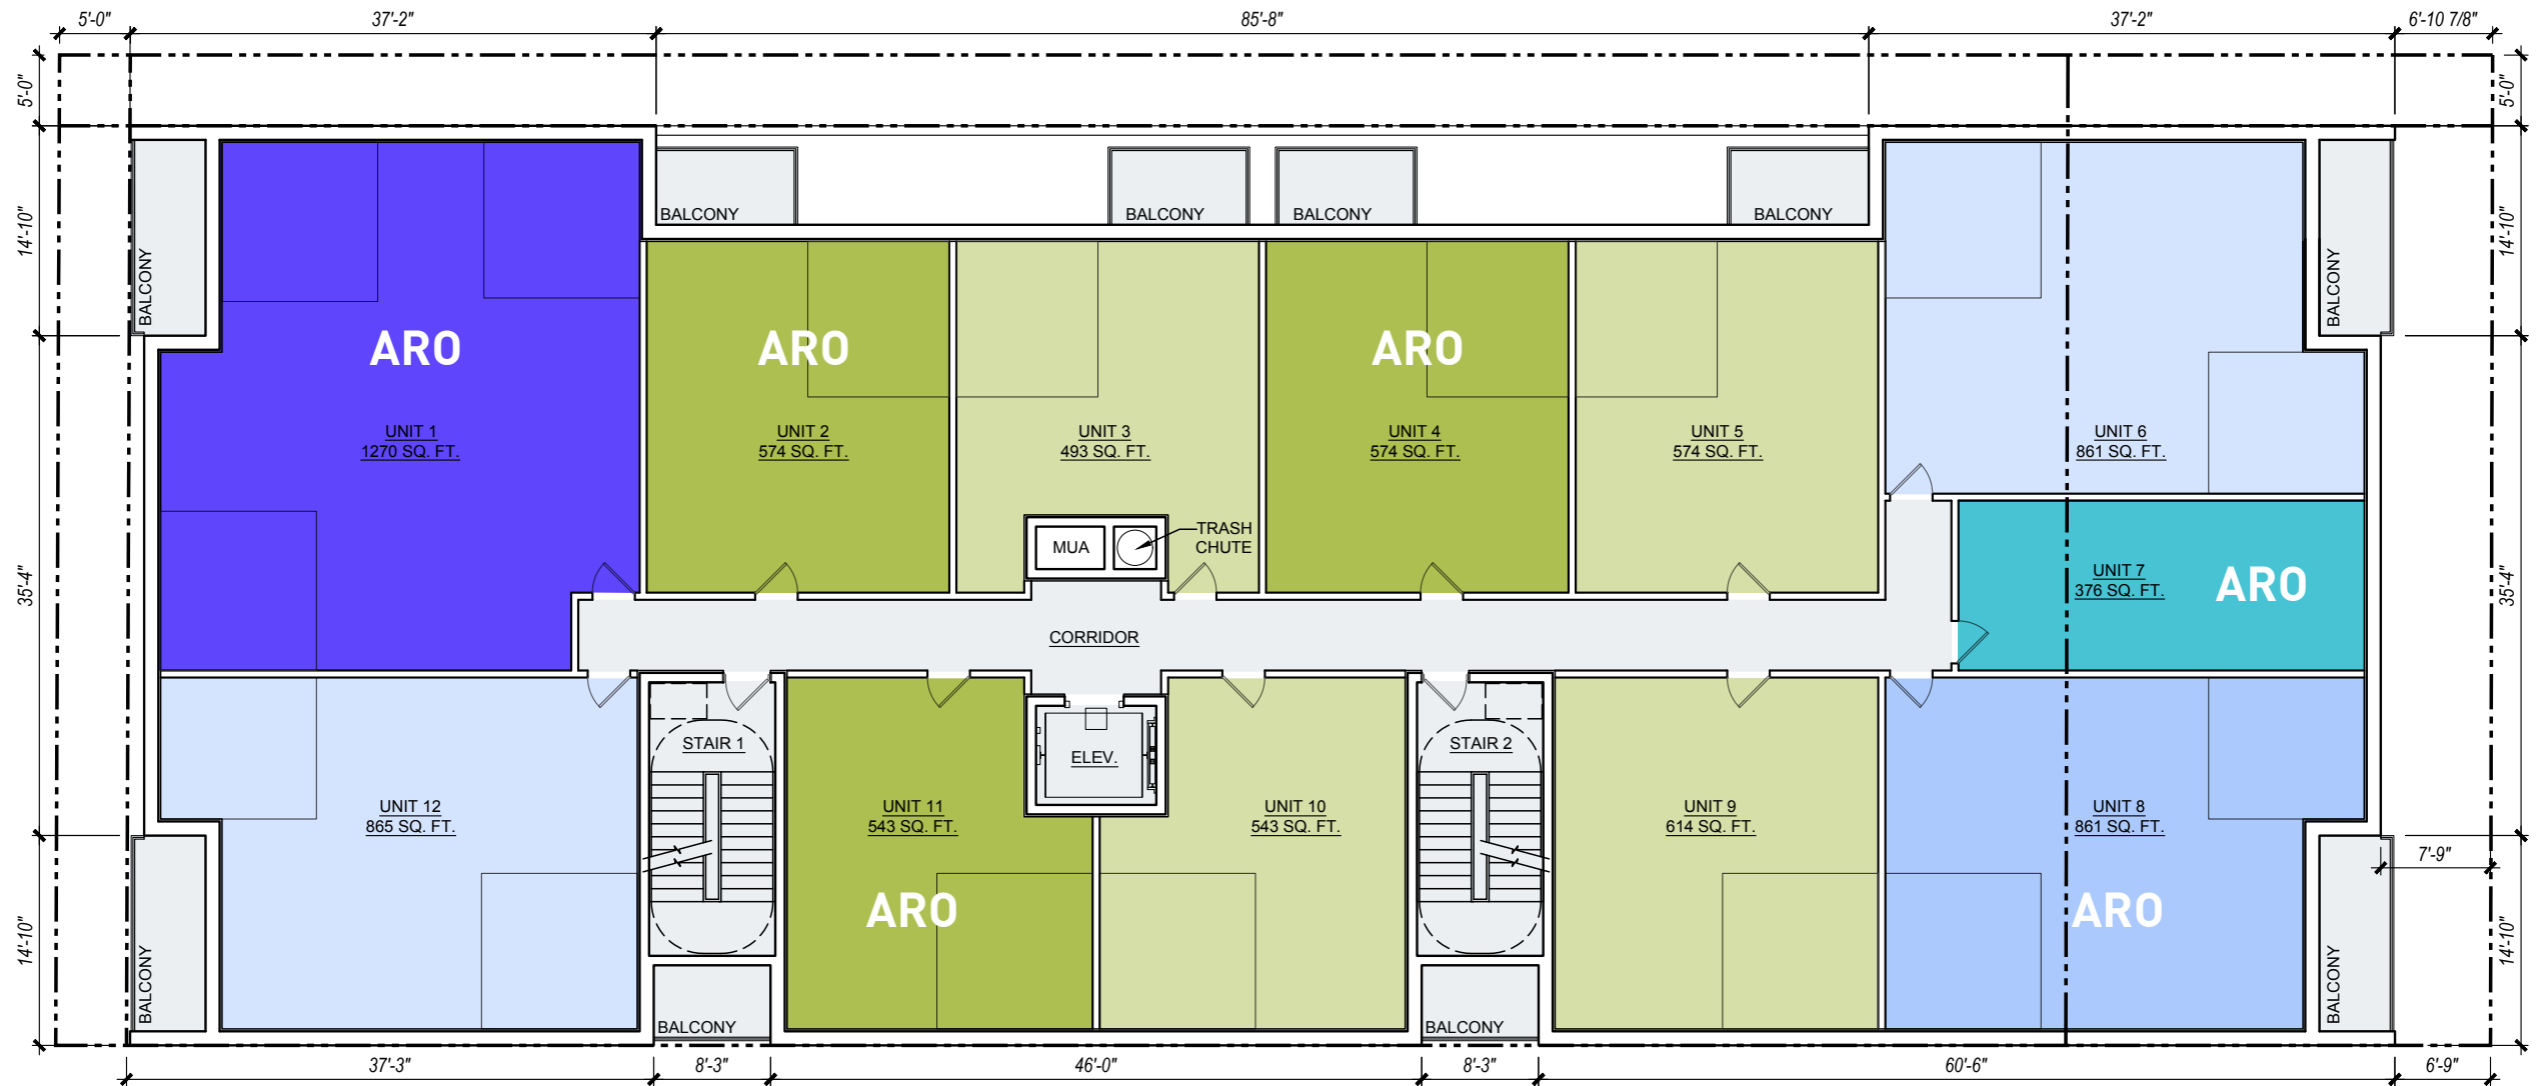 5'-0"
37'-2"
85'-8"
37'-2"
6'-10 7/8"
5'-0"
5'-0"
14'-10"
14'-10"
BALCONY
BALCONY
BALCONY
BALCONY
BALCONY
BALCONY
ARO
ARO
ARO
UNIT 1
1270 SQ. FT.
UNIT 2
574 SQ. FT.
UNIT 3
493 SQ. FT.
UNIT 4
574 SQ. FT.
UNIT 5
574 SQ. FT.
UNIT 6
861 SQ. FT.
MUA
TRASH
CHUTE
35'-4"
35'-4"
UNIT 7
376 SQ. FT.
ARO
CORRIDOR
STAIR 1
ELEV.
STAIR 2
UNIT 12
865 SQ. FT.
UNIT 11
543 SQ. FT.
UNIT 10
543 SQ. FT.
UNIT 9
614 SQ. FT.
UNIT 8
861 SQ. FT.
7'-9"
ARO
ARO
14'-10"
14'-10"
BALCONY
BALCONY
BALCONY
BALCONY
37'-3"
8'-3"
46'-0"
8'-3"
60'-6"
6'-9"